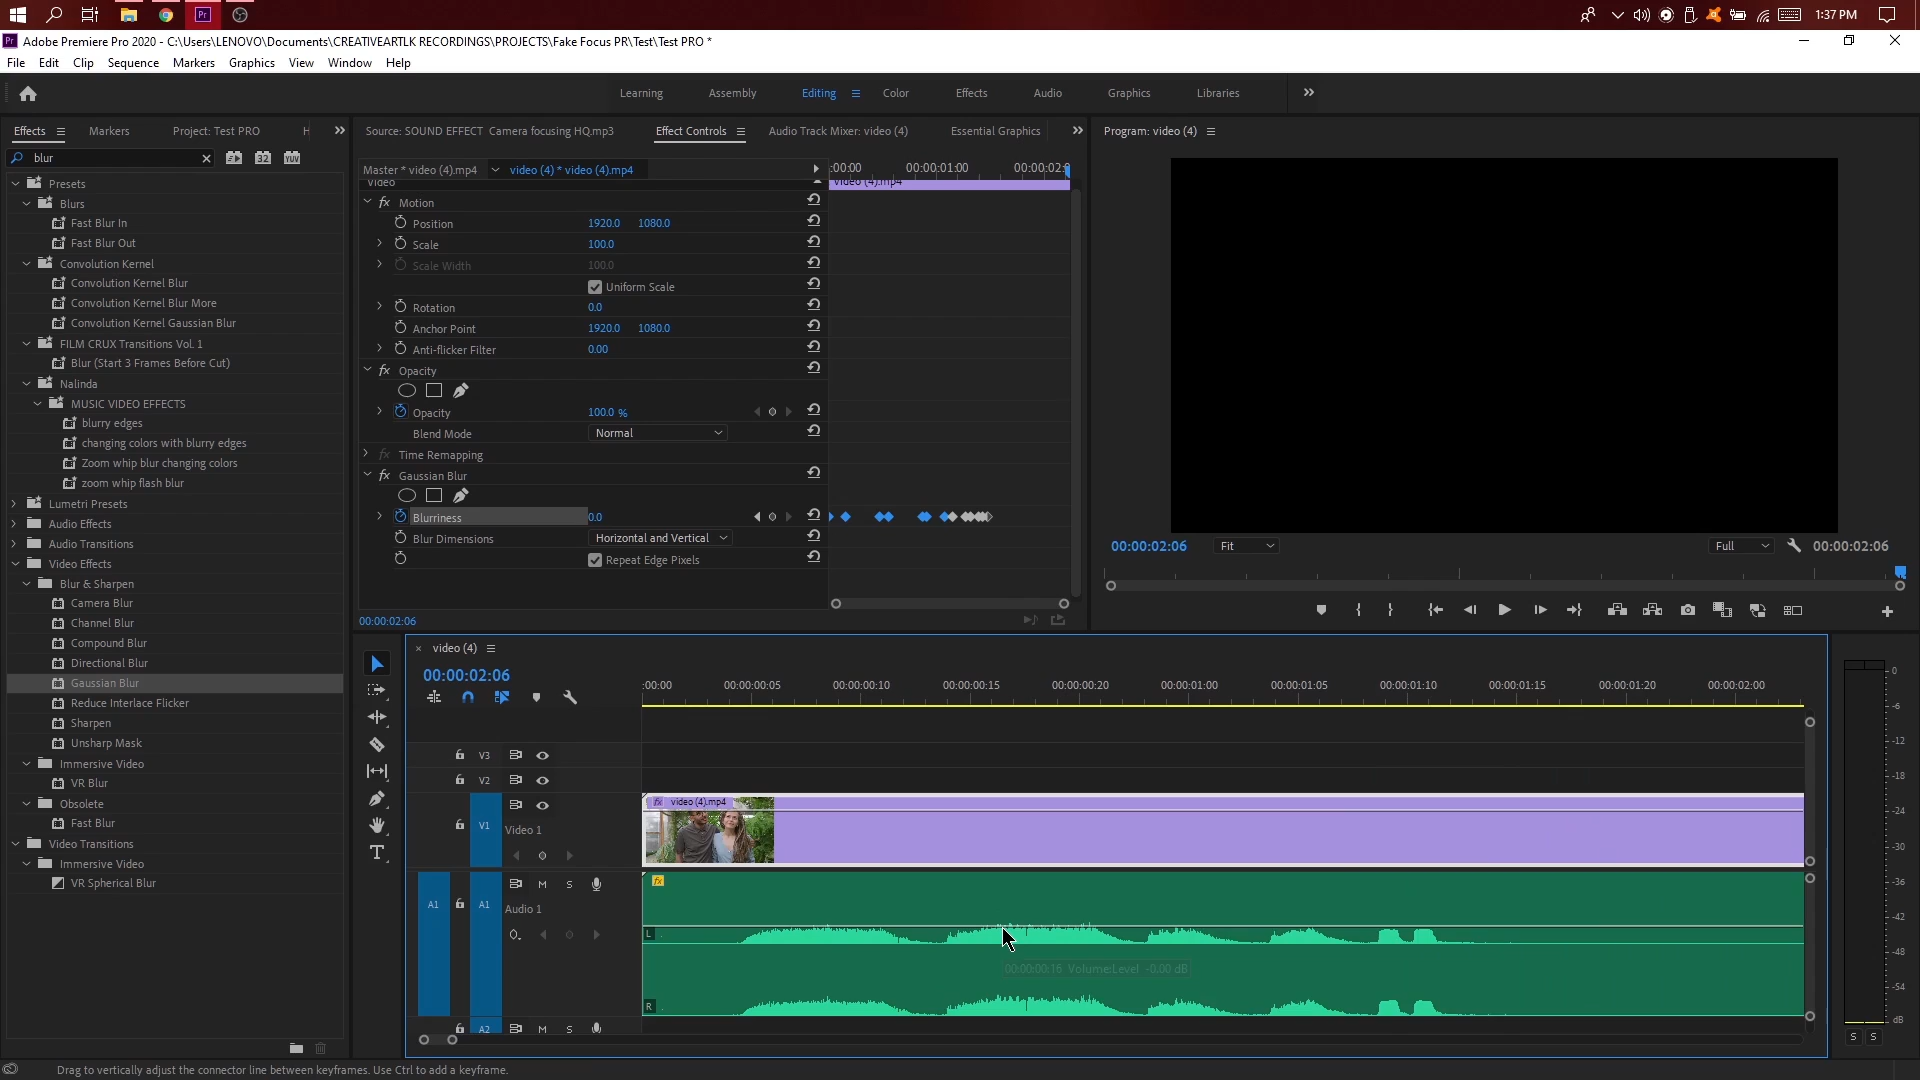 1:37 PM
Adobe Premiere Pro 2020 - C:\Users\LENOVO\Documents\CREATIVEARTLK RECORDINGS\PROJECTS\Fake Focus PR\Test\Test PRO *
File Edit Clip Sequence Markers Graphics View Window Help
Learning Assembly Editing Color Effects Audio Graphics Libraries
Effects Markers Project: Test PRO
Source: SOUND EFFECT Camera focusing HQ.mp3 Effect Controls Audio Track Mixer: video (4) Essential Graphics
Program: video (4)
blur
32 YUV
Presets
Blurs
Fast Blur In
Fast Blur Out
Convolution Kernel
Convolution Kernel Blur
Convolution Kernel Blur More
Convolution Kernel Gaussian Blur
FILM CRUX Transitions Vol. 1
Blur (Start 3 Frames Before Cut)
Nalinda
MUSIC VIDEO EFFECTS
blurry edges
changing colors with blurry edges
Zoom whip blur changing colors
zoom whip flash blur
Lumetri Presets
Audio Effects
Audio Transitions
Video Effects
Blur & Sharpen
Camera Blur
Channel Blur
Compound Blur
Directional Blur
Gaussian Blur
Reduce Interlace Flicker
Sharpen
Unsharp Mask
Immersive Video
VR Blur
Obsolete
Fast Blur
Video Transitions
Immersive Video
VR Spherical Blur
Master * video (4).mp4 video (4) * video (4).mp4
:00:00 00:00:01:00 00:00:02:0
Video
video (4).mp4
fx Motion
Position 1920.0 1080.0
Scale 100.0
Scale Width 100.0
Uniform Scale
Rotation 0.0
Anchor Point 1920.0 1080.0
Anti-flicker Filter 0.00
fx Opacity
Opacity 100.0 %
Blend Mode Normal
fx Time Remapping
fx Gaussian Blur
Blurriness 0.0
Blur Dimensions Horizontal and Vertical
Repeat Edge Pixels
00:00:02:06
00:00:02:06 Fit Full 00:00:02:06
video (4)
00:00:02:06
:00:00 00:00:00:05 00:00:00:10 00:00:00:15 00:00:00:20 00:00:01:00 00:00:01:05 00:00:01:10 00:00:01:15 00:00:01:20 00:00:02:00
V3
V2
V1 Video 1
fx video (4).mp4
A1 A1 M S
Audio 1
fx
L
R
00:00:00:16 Volume:Level -0.00 dB
A2 M S
0
-6
-12
-18
-24
-30
-36
-42
-48
-54
dB
S S
Drag to vertically adjust the connector line between keyframes. Use Ctrl to add a keyframe.